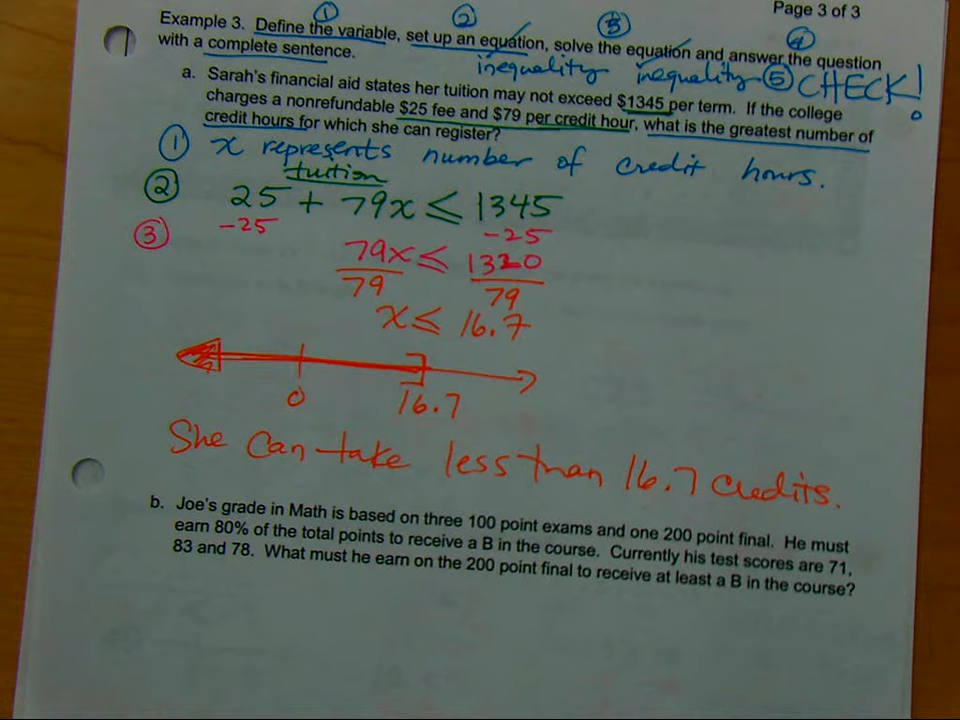 Page 3 of 3
① ② ③ ④
Example 3. Define the variable, set up an equation, solve the equation and answer the question
with a complete sentence.
inequality inequality ⑤ CHECK!
a. Sarah's financial aid states her tuition may not exceed $1345 per term. If the college
charges a nonrefundable $25 fee and $79 per credit hour, what is the greatest number of
credit hours for which she can register?
① x represents number of credit hours.
tuition
② 25 + 79x ≤ 1345
③ -25 -25
79x ≤ 1320
79 79
x ≤ 16.7
0 16.7
She can take less than 16.7 credits.
b. Joe's grade in Math is based on three 100 point exams and one 200 point final. He must
earn 80% of the total points to receive a B in the course. Currently his test scores are 71,
83 and 78. What must he earn on the 200 point final to receive at least a B in the course?